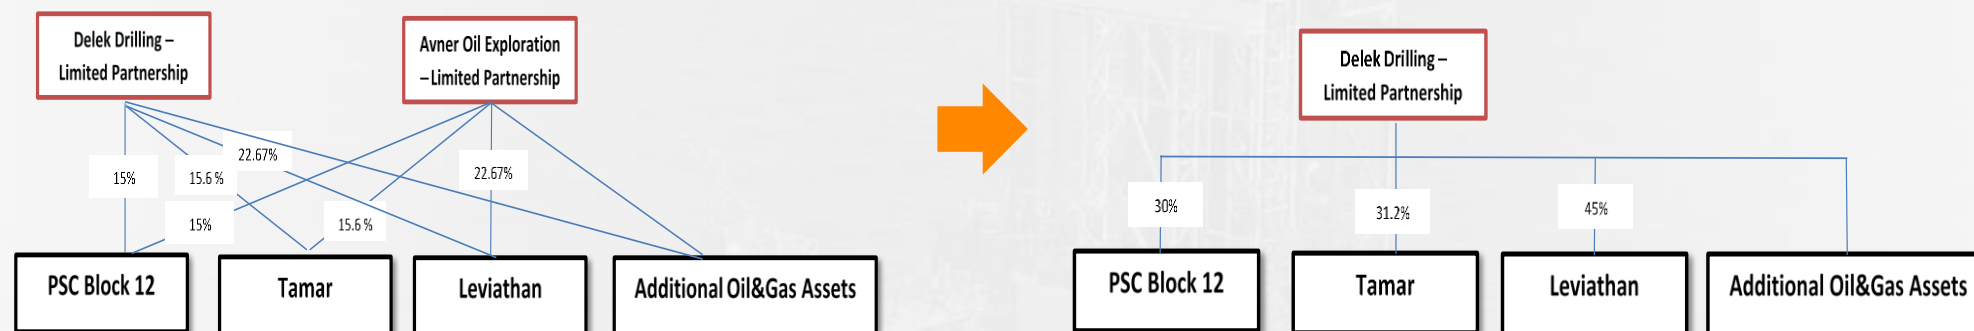 Delek Drilling –
Limited Partnership
Avner Oil Exploration
– Limited Partnership
22.67%
15%
15.6 %
22.67%
15%
15.6 %
PSC Block 12
Tamar
Leviathan
Additional Oil&Gas Assets
Delek Drilling –
Limited Partnership
30%
31.2%
45%
PSC Block 12
Tamar
Leviathan
Additional Oil&Gas Assets